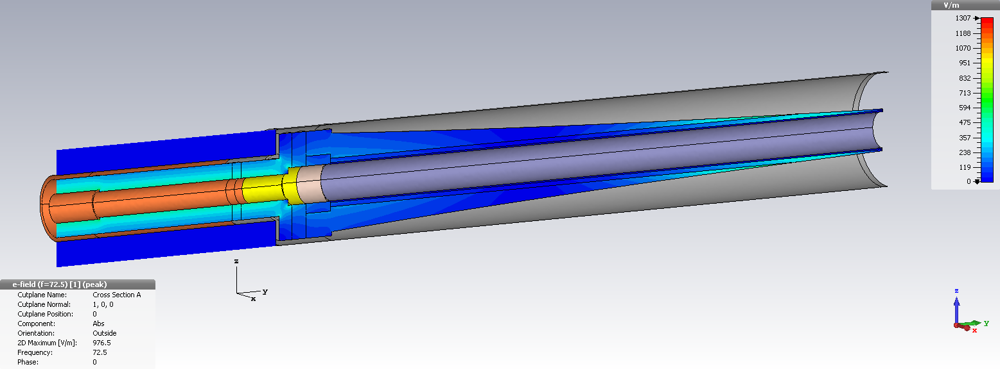 V/m
1307
1188
1070
951
832
713
594
475
357
238
119
0
z
y
x
e-field (f=72.5) [1] (peak)
Cutplane Name: Cross Section A
Cutplane Normal: 1, 0, 0
Cutplane Position: 0
Component: Abs
Orientation: Outside
2D Maximum [V/m]: 976.5
Frequency: 72.5
Phase: 0
z
y
x